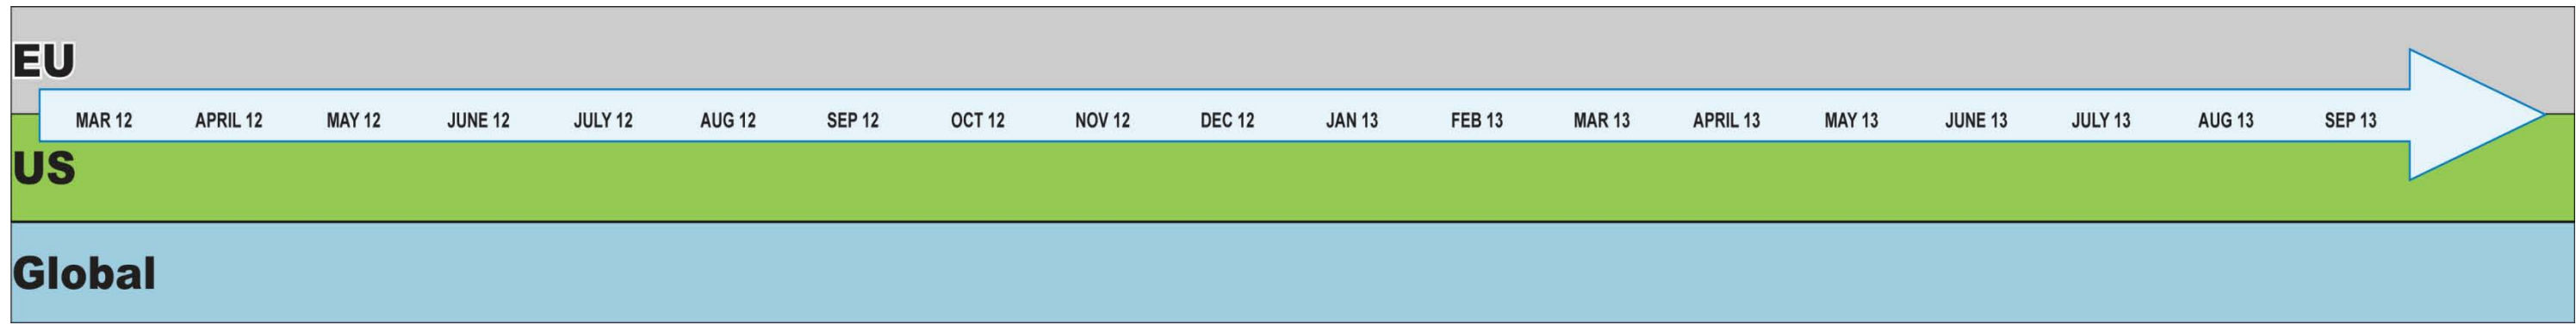 EU
MAR 12 APRIL 12 MAY 12 JUNE 12 JULY 12 AUG 12 SEP 12 OCT 12 NOV 12 DEC 12 JAN 13 FEB 13 MAR 13 APRIL 13 MAY 13 JUNE 13 JULY 13 AUG 13 SEP 13
US
Global